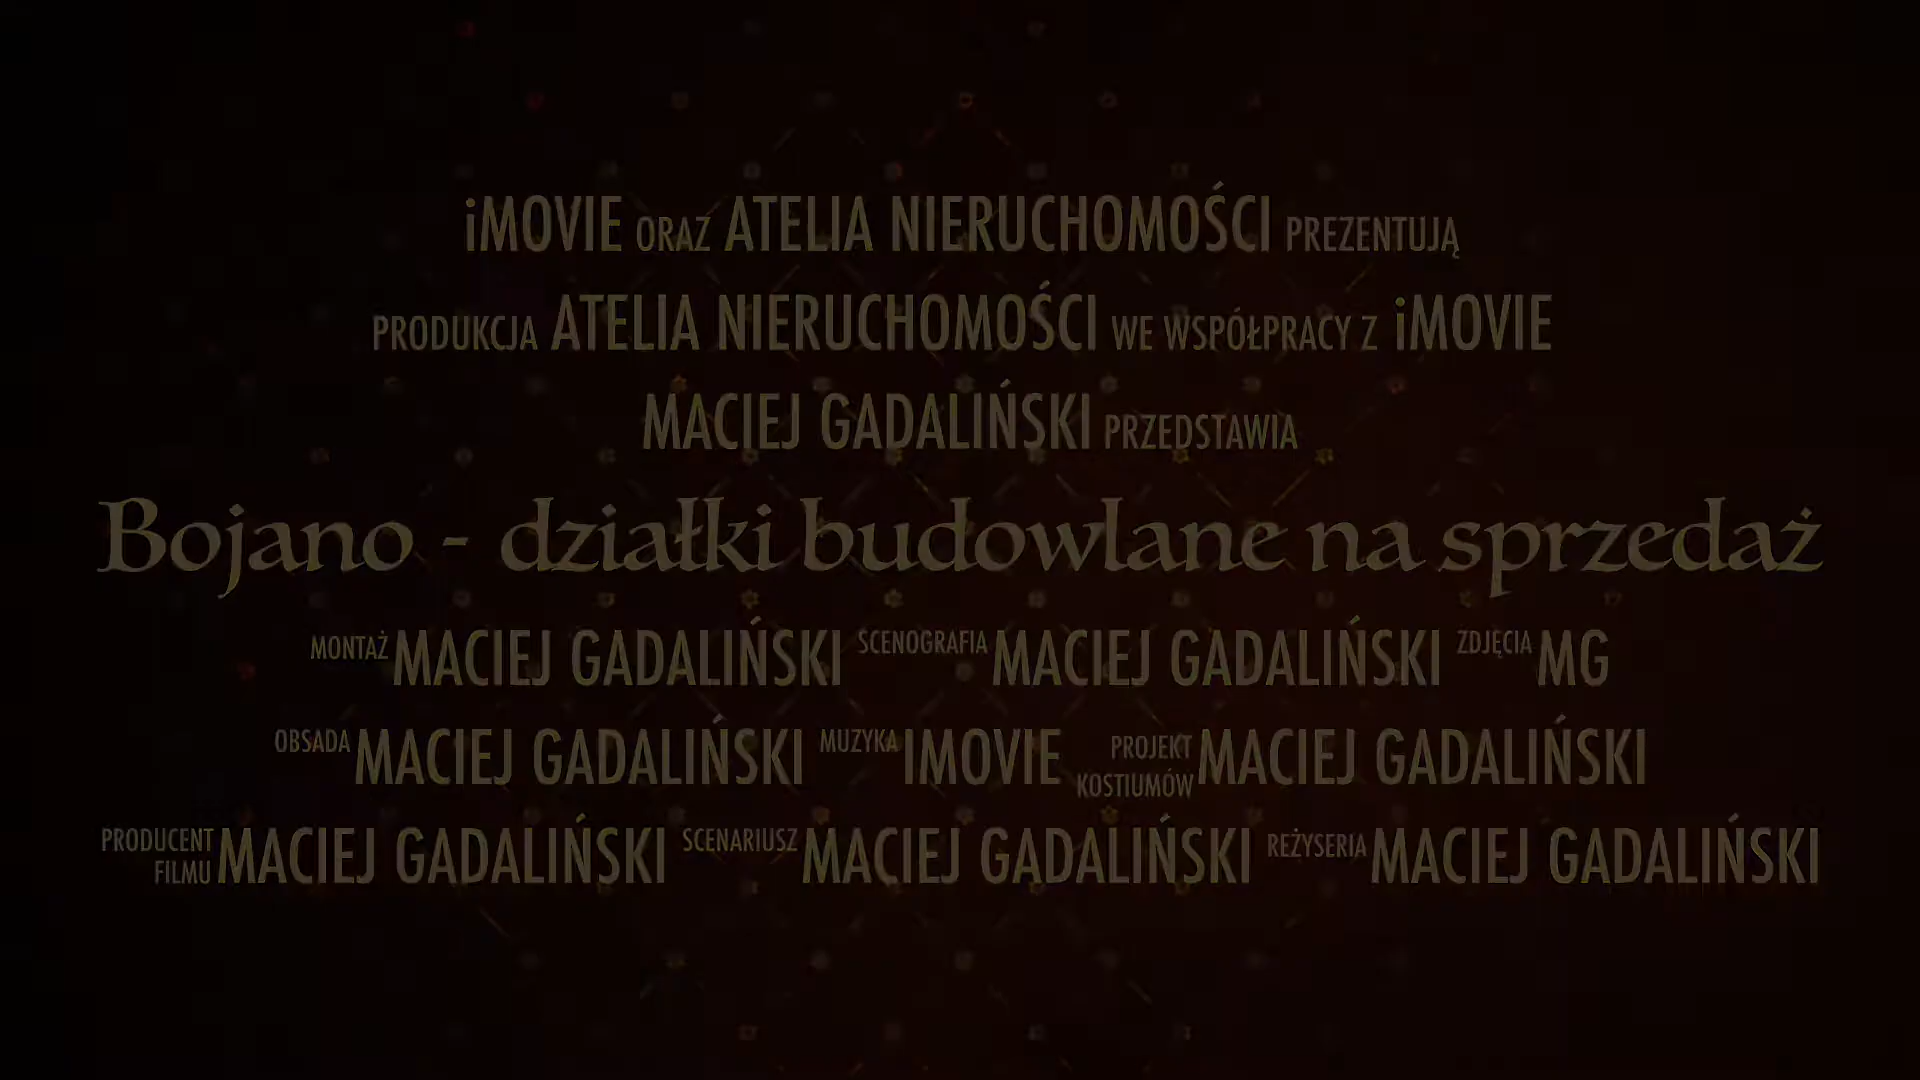 iMOVIE ORAZ ATELIA NIERUCHOMOŚCI PREZENTUJĄ
PRODUKCJA ATELIA NIERUCHOMOŚCI WE WSPÓŁPRACY Z iMOVIE
MACIEJ GADALIŃSKI PRZEDSTAWIA
Bojano - działki budowlane na sprzedaż
MONTAŻ MACIEJ GADALIŃSKI SCENOGRAFIA MACIEJ GADALIŃSKI ZDJĘCIA MG
OBSADA MACIEJ GADALIŃSKI MUZYKA IMOVIE PROJEKT KOSTIUMÓW MACIEJ GADALIŃSKI
PRODUCENT FILMU MACIEJ GADALIŃSKI SCENARIUSZ MACIEJ GADALIŃSKI REŻYSERIA MACIEJ GADALIŃSKI